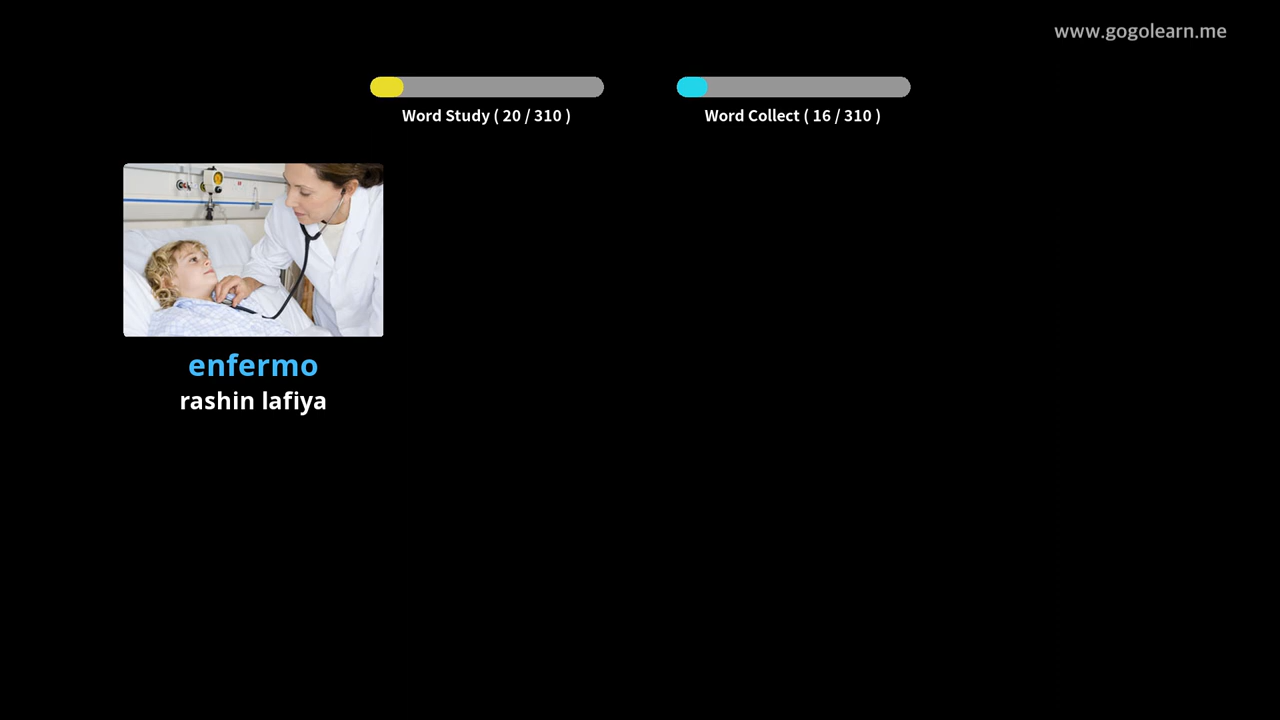 www.gogolearn.me
Word Study ( 20 / 310 )
Word Collect ( 16 / 310 )
enfermo
rashin lafiya